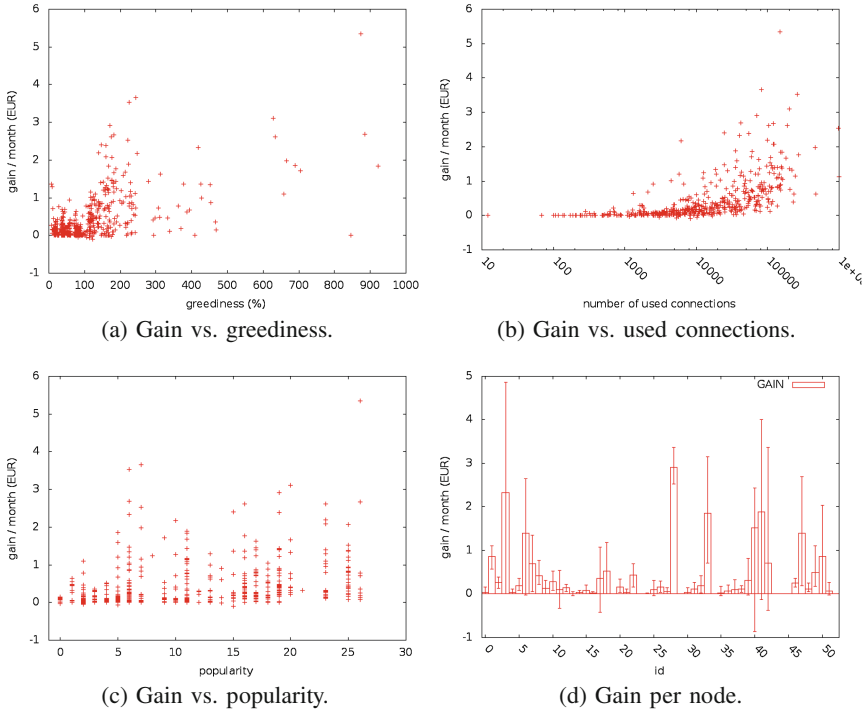 6
5
4
3
2
1
0
-1
gain / month (EUR)
0 100 200 300 400 500 600 700 800 900 1000
greediness (%)
(a) Gain vs. greediness.
6
5
4
3
2
1
0
-1
gain / month (EUR)
10 100 1000 10000 100000 1e+0
number of used connections
(b) Gain vs. used connections.
6
5
4
3
2
1
0
-1
gain / month (EUR)
0 5 10 15 20 25 30
popularity
(c) Gain vs. popularity.
5
4
3
2
1
0
-1
gain / month (EUR)
GAIN
0 5 10 15 20 25 30 35 40 45 50
id
(d) Gain per node.